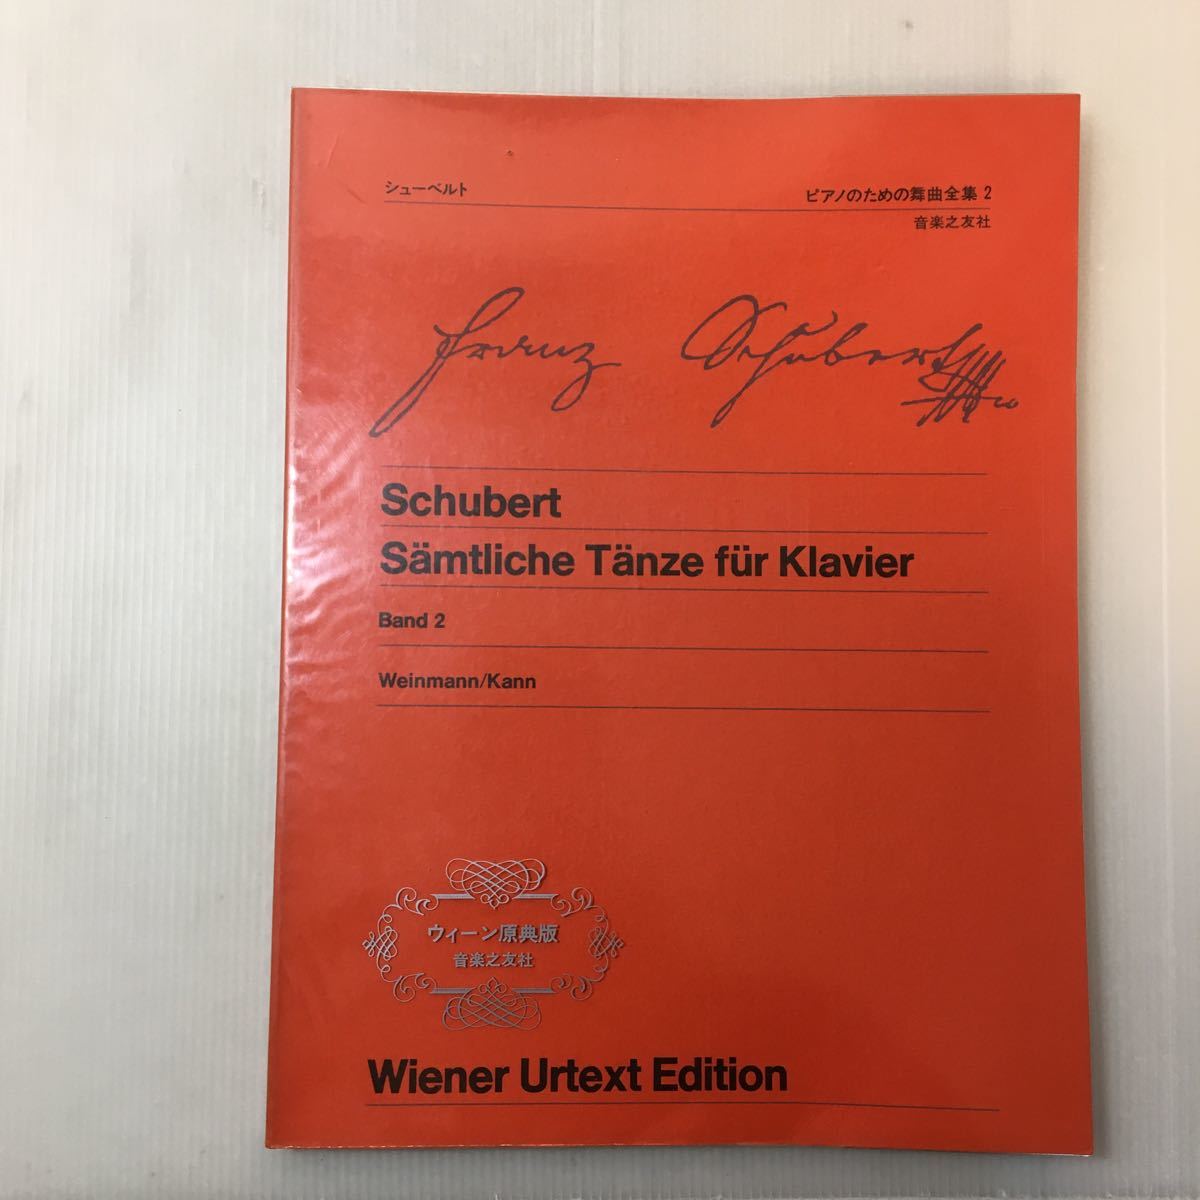 シューベルト
ピアノのための舞曲全集 2
音楽之友社
Franz Schubert
Schubert
Sämtliche Tänze für Klavier
Band 2
Weinmann/Kann
ウィーン原典版
音楽之友社
Wiener Urtext Edition